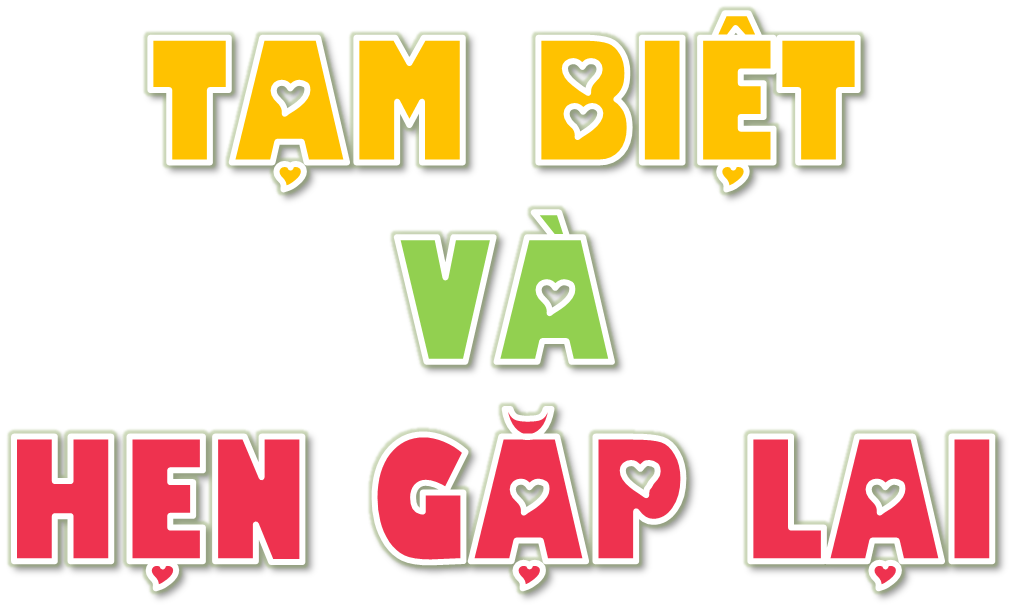 TẠM BIỆT
VÀ
HẸN GẶP LẠI